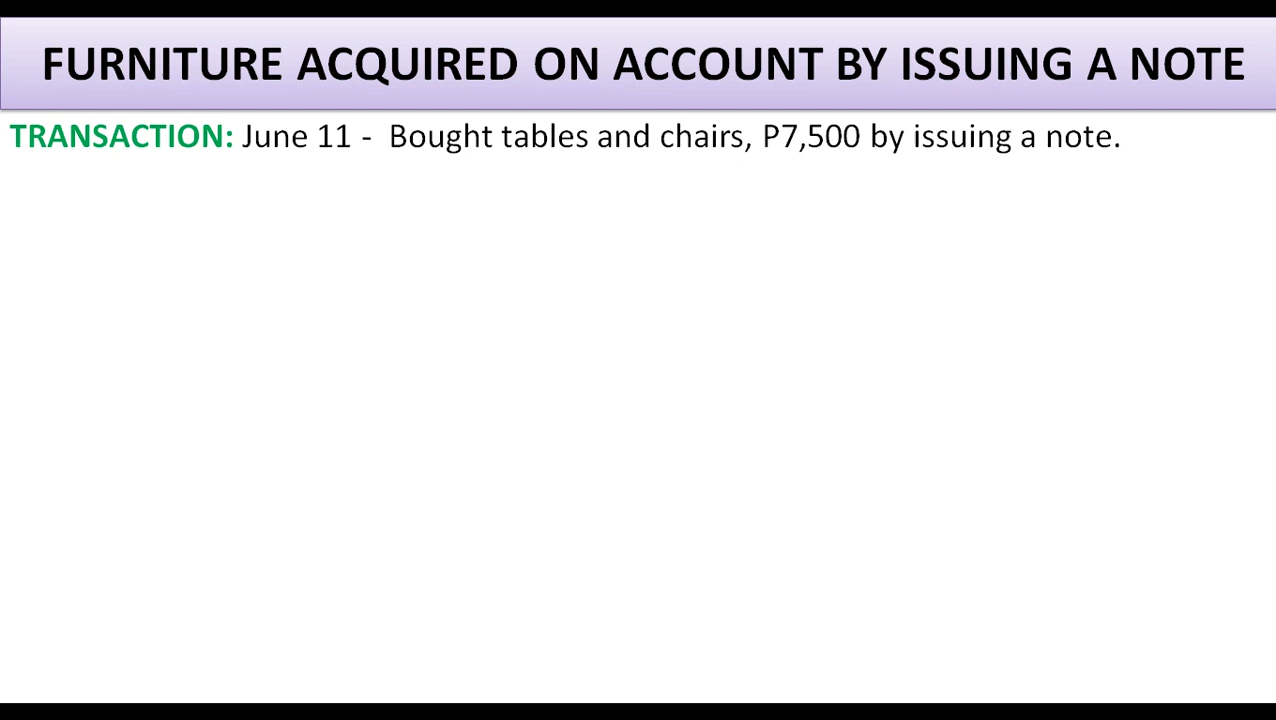 FURNITURE ACQUIRED ON ACCOUNT BY ISSUING A NOTE
TRANSACTION: June 11 - Bought tables and chairs, P7,500 by issuing a note.